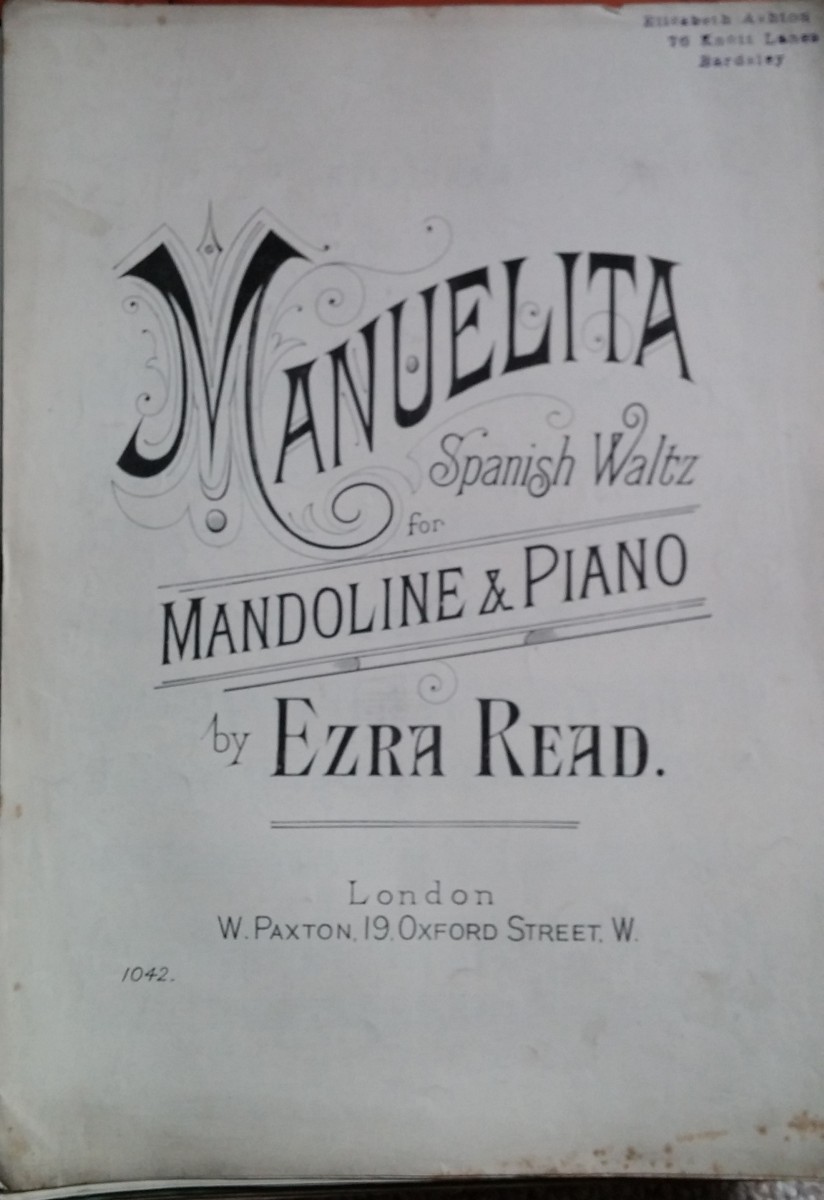 Elizabeth Ashton
76 Knott Lanes
Bardsley
MANUELITA
Spanish Waltz
for
MANDOLINE & PIANO
by EZRA READ.
London
W. PAXTON, 19, OXFORD STREET, W.
1042.